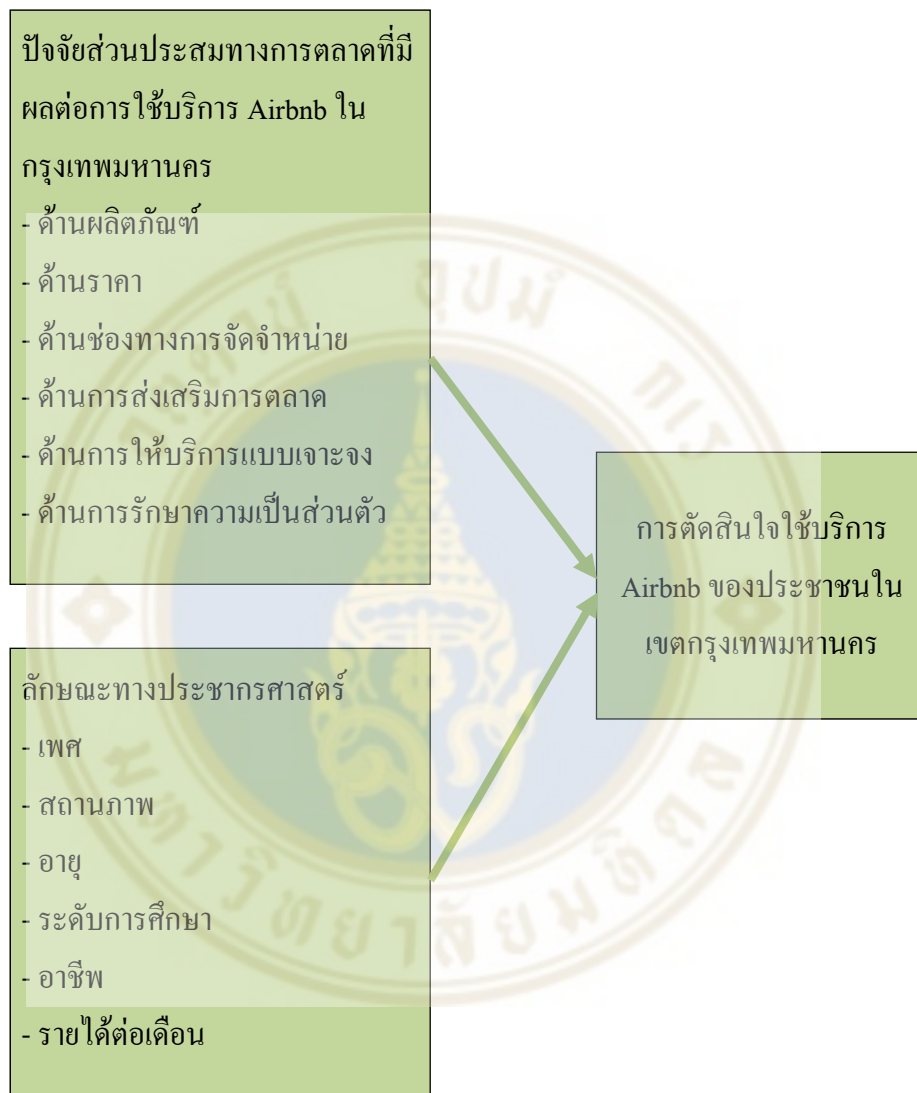 ปัจจัยส่วนประสมทางการตลาดที่มี
ผลต่อการใช้บริการ Airbnb ใน
กรุงเทพมหานคร
- ด้านผลิตภัณฑ์
- ด้านราคา
- ด้านช่องทางการจัดจำหน่าย
- ด้านการส่งเสริมการตลาด
- ด้านการให้บริการแบบเจาะจง
- ด้านการรักษาความเป็นส่วนตัว
การตัดสินใจใช้บริการ
Airbnb ของประชาชนใน
เขตกรุงเทพมหานคร
ลักษณะทางประชากรศาสตร์
- เพศ
- สถานภาพ
- อายุ
- ระดับการศึกษา
- อาชีพ
- รายได้ต่อเดือน
มหาวิทยาลัยมหิดล